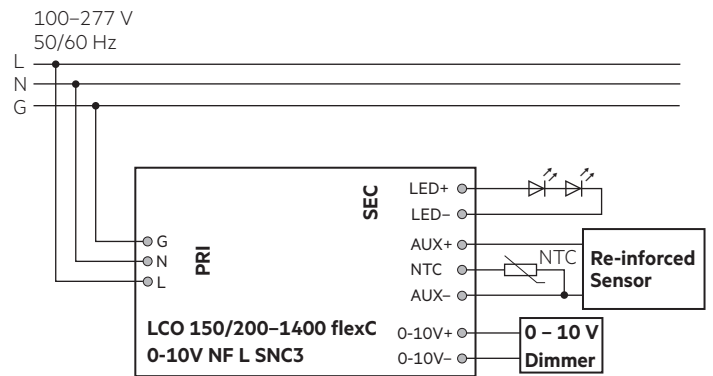 100–277 V
50/60 Hz
L
N
G
SEC
LED+
LED–
AUX+
NTC
AUX–
NTC
Re-inforced
Sensor
G
N
L
PRI
LCO 150/200–1400 flexC
0-10V NF L SNC3
0-10V+
0-10V–
0 – 10 V
Dimmer